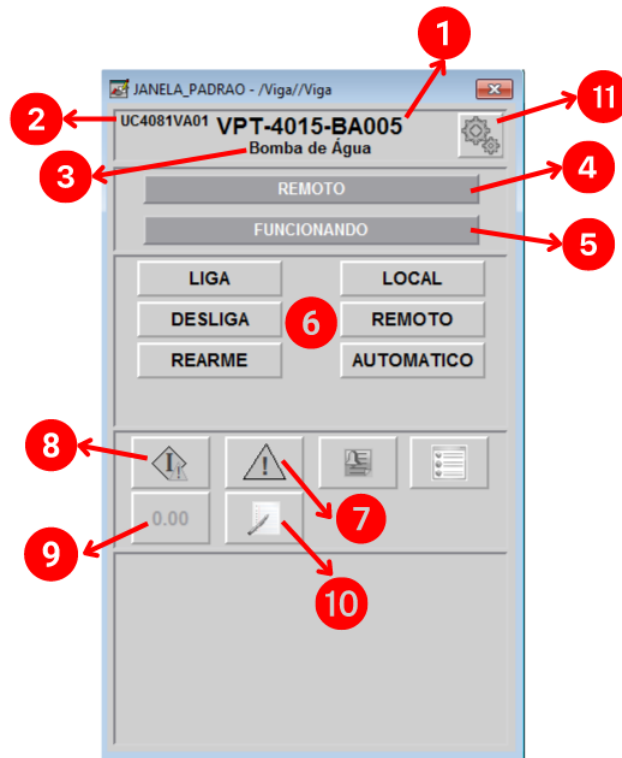 1
JANELA_PADRAO - /Viga//Viga
11
2
UC4081VA01 VPT-4015-BA005
3
Bomba de Água
REMOTO
4
FUNCIONANDO
5
LIGA LOCAL
DESLIGA 6 REMOTO
REARME AUTOMATICO
8
I
!
7
0.00
9
10